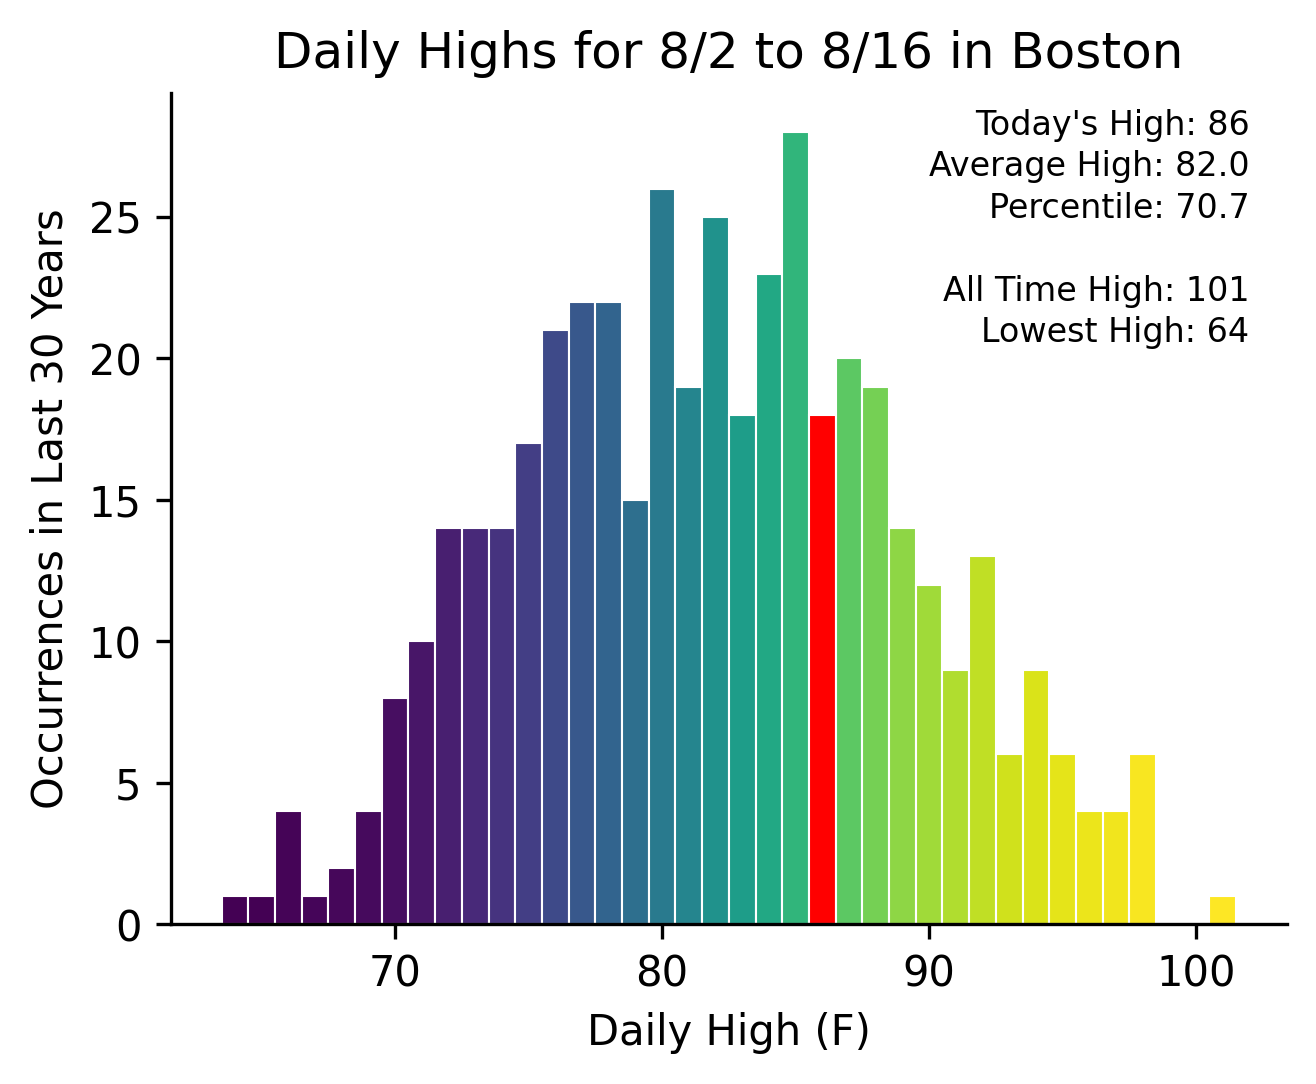 Daily Highs for 8/2 to 8/16 in Boston
Today's High: 86
Average High: 82.0
Percentile: 70.7
All Time High: 101
Lowest High: 64
Occurrences in Last 30 Years
25
20
15
10
5
0
70 80 90 100
Daily High (F)